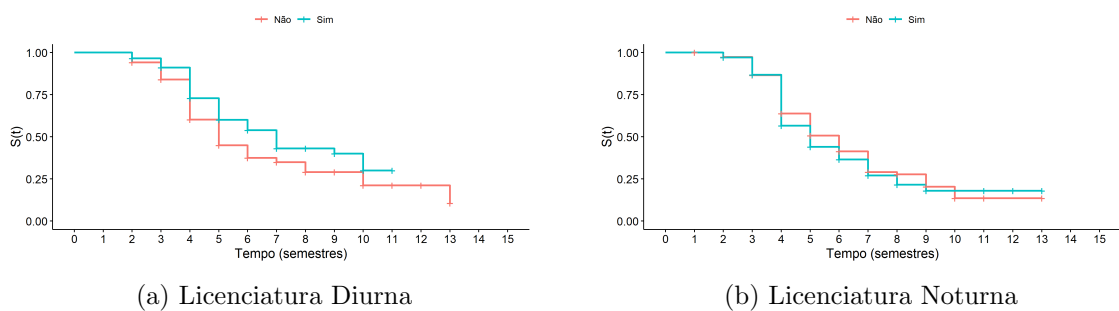 Não Sim
S(t)
1.00
0.75
0.50
0.25
0.00
0 1 2 3 4 5 6 7 8 9 10 11 12 13 14 15
Tempo (semestres)
(a) Licenciatura Diurna
Não Sim
S(t)
1.00
0.75
0.50
0.25
0.00
0 1 2 3 4 5 6 7 8 9 10 11 12 13 14 15
Tempo (semestres)
(b) Licenciatura Noturna